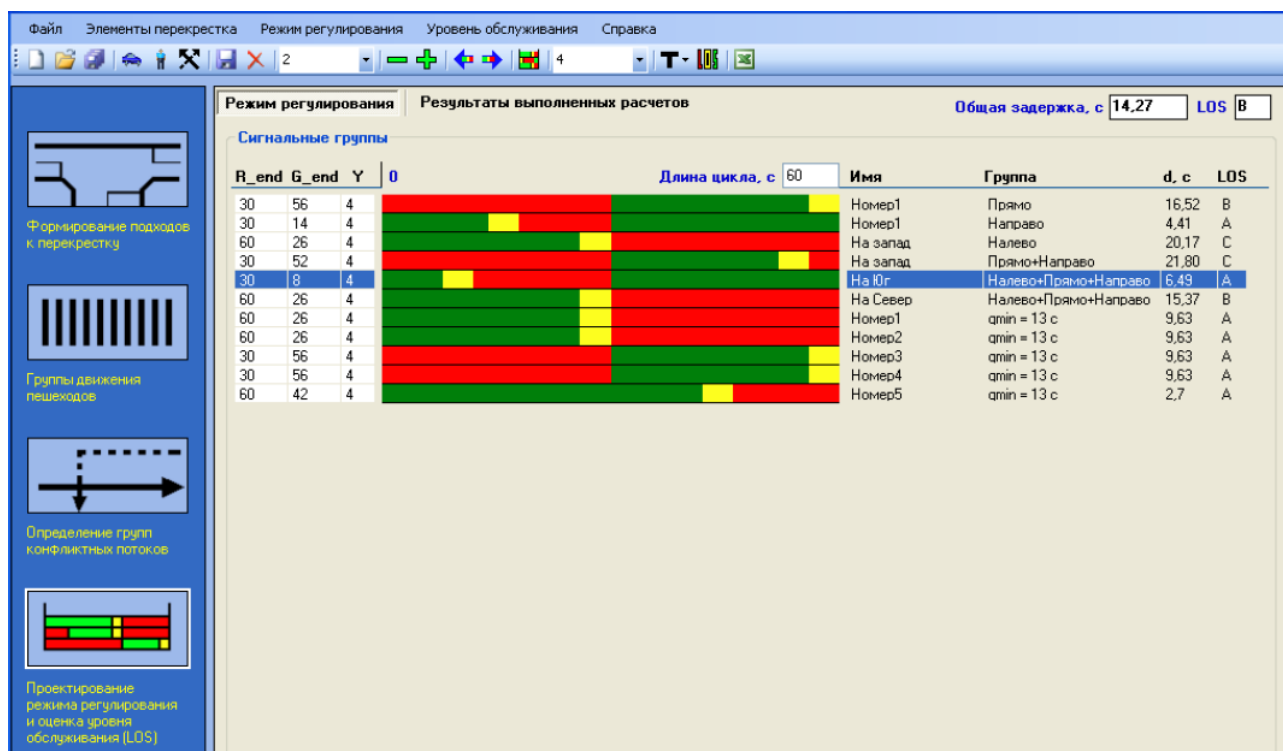 Файл Элементы перекрестка Режим регулирования Уровень обслуживания Справка
2 4 T
Режим регулирования Результаты выполненных расчетов Общая задержка, с 14,27 LOS B
Сигнальные группы
R_end G_end Y 0 Длина цикла, с 60 Имя Группа d, с LOS
30 56 4 Номер1 Прямо 16,52 B
30 14 4 Номер1 Направо 4,41 A
60 26 4 На запад Налево 20,17 C
30 52 4 На запад Прямо+Направо 21,80 C
30 8 4 На Юг Налево+Прямо+Направо 6,49 A
60 26 4 На Север Налево+Прямо+Направо 15,37 B
60 26 4 Номер1 qmin = 13 с 9,63 A
60 26 4 Номер2 qmin = 13 с 9,63 A
30 56 4 Номер3 qmin = 13 с 9,63 A
30 56 4 Номер4 qmin = 13 с 9,63 A
60 42 4 Номер5 qmin = 13 с 2,7 A
Формирование подходов
к перекрестку
Группы движения
пешеходов
Определение групп
конфликтных потоков
Проектирование
режима регулирования
и оценка уровня
обслуживания (LOS)